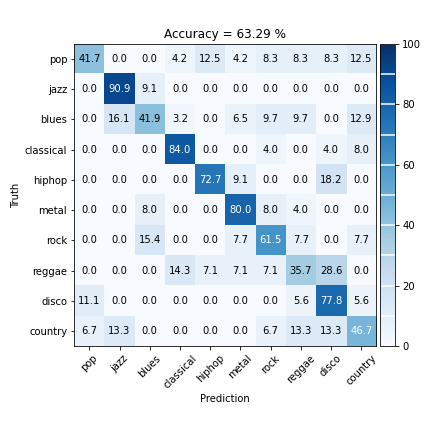 Accuracy = 63.29 %
Truth
pop 41.7 0.0 0.0 4.2 12.5 4.2 8.3 8.3 8.3 12.5
jazz 0.0 90.9 9.1 0.0 0.0 0.0 0.0 0.0 0.0 0.0
blues 0.0 16.1 41.9 3.2 0.0 6.5 9.7 9.7 0.0 12.9
classical 0.0 0.0 0.0 84.0 0.0 0.0 4.0 0.0 4.0 8.0
hiphop 0.0 0.0 0.0 0.0 72.7 9.1 0.0 0.0 18.2 0.0
metal 0.0 0.0 8.0 0.0 0.0 80.0 8.0 4.0 0.0 0.0
rock 0.0 0.0 15.4 0.0 0.0 7.7 61.5 7.7 0.0 7.7
reggae 0.0 0.0 0.0 14.3 7.1 7.1 7.1 35.7 28.6 0.0
disco 11.1 0.0 0.0 0.0 0.0 0.0 0.0 5.6 77.8 5.6
country 6.7 13.3 0.0 0.0 0.0 0.0 6.7 13.3 13.3 46.7
pop jazz blues classical hiphop metal rock reggae disco country
Prediction
100
80
60
40
20
0